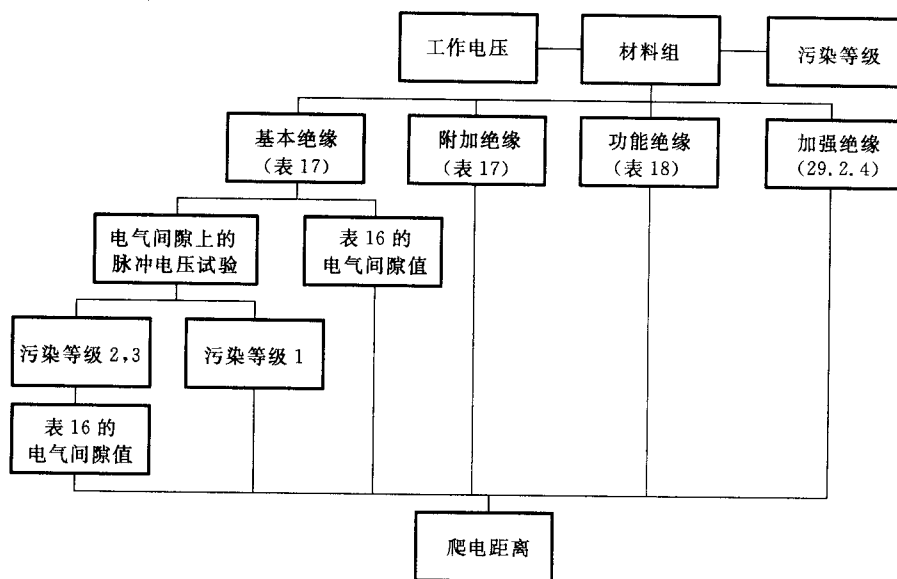 工作电压
材料组
污染等级
基本绝缘
(表 17)
附加绝缘
(表 17)
功能绝缘
(表 18)
加强绝缘
(29.2.4)
电气间隙上的
脉冲电压试验
表 16 的
电气间隙值
污染等级 2,3
污染等级 1
表 16 的
电气间隙值
爬电距离